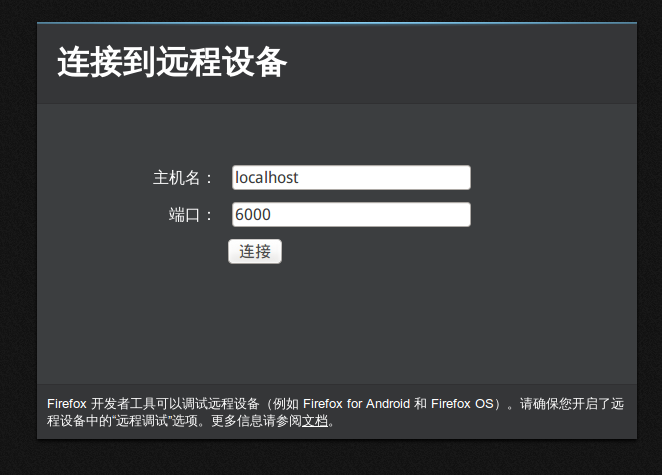 连接到远程设备
主机名： localhost
端口： 6000
连接
Firefox 开发者工具可以调试远程设备（例如 Firefox for Android 和 Firefox OS）。请确保您开启了远
程设备中的“远程调试”选项。更多信息请参阅文档。